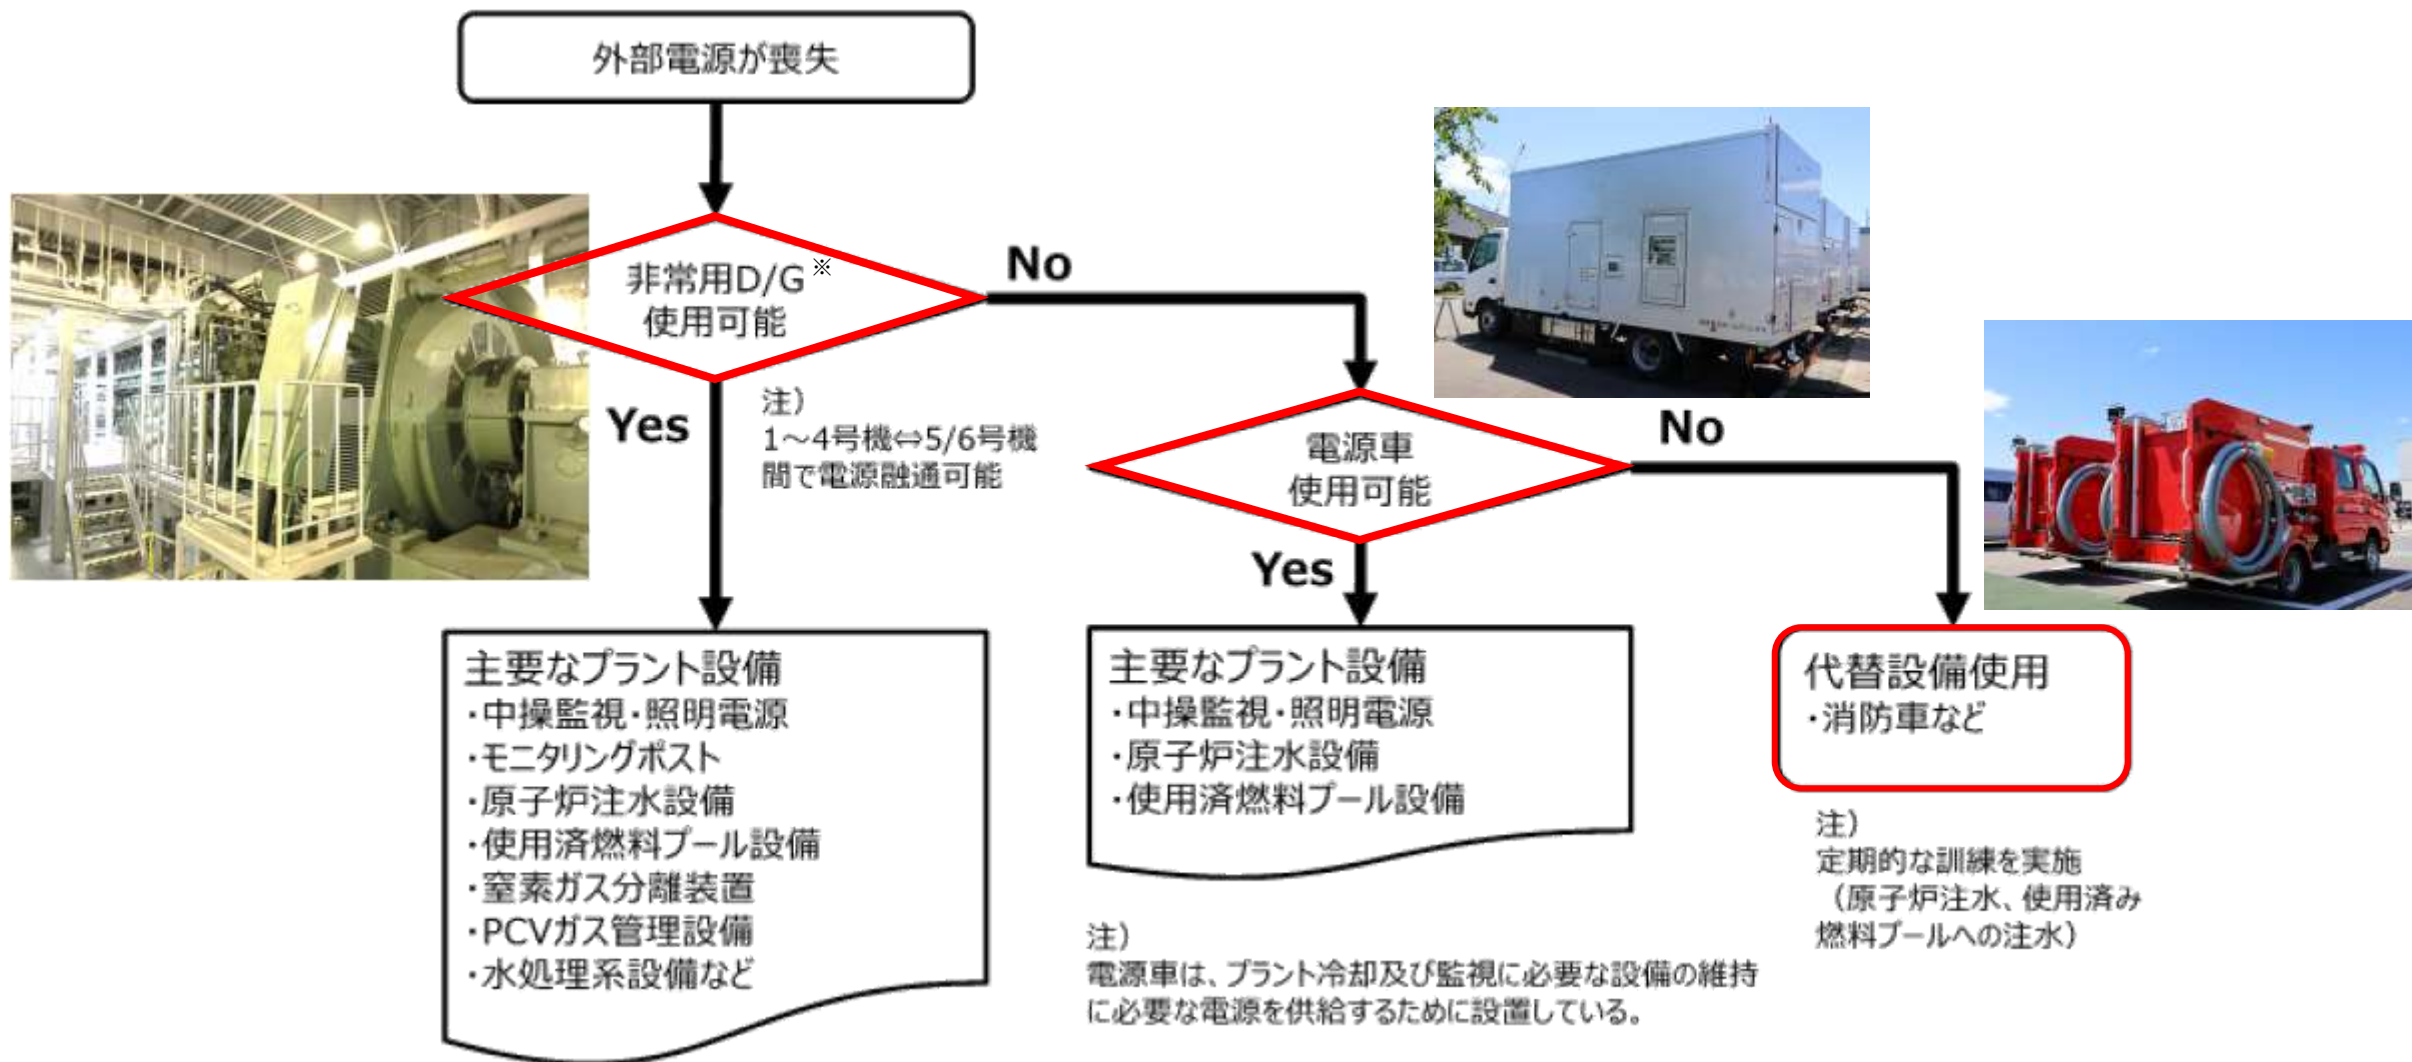 外部電源が喪失
非常用D/G※
使用可能
No
Yes
注）
1～4号機⇔5/6号機
間で電源融通可能
電源車
使用可能
No
Yes
主要なプラント設備
・中操監視・照明電源
・モニタリングポスト
・原子炉注水設備
・使用済燃料プール設備
・窒素ガス分離装置
・PCVガス管理設備
・水処理系設備など
主要なプラント設備
・中操監視・照明電源
・原子炉注水設備
・使用済燃料プール設備
注）
電源車は、プラント冷却及び監視に必要な設備の維持
に必要な電源を供給するために設置している。
代替設備使用
・消防車など
注）
定期的な訓練を実施
（原子炉注水、使用済み
燃料プールへの注水）